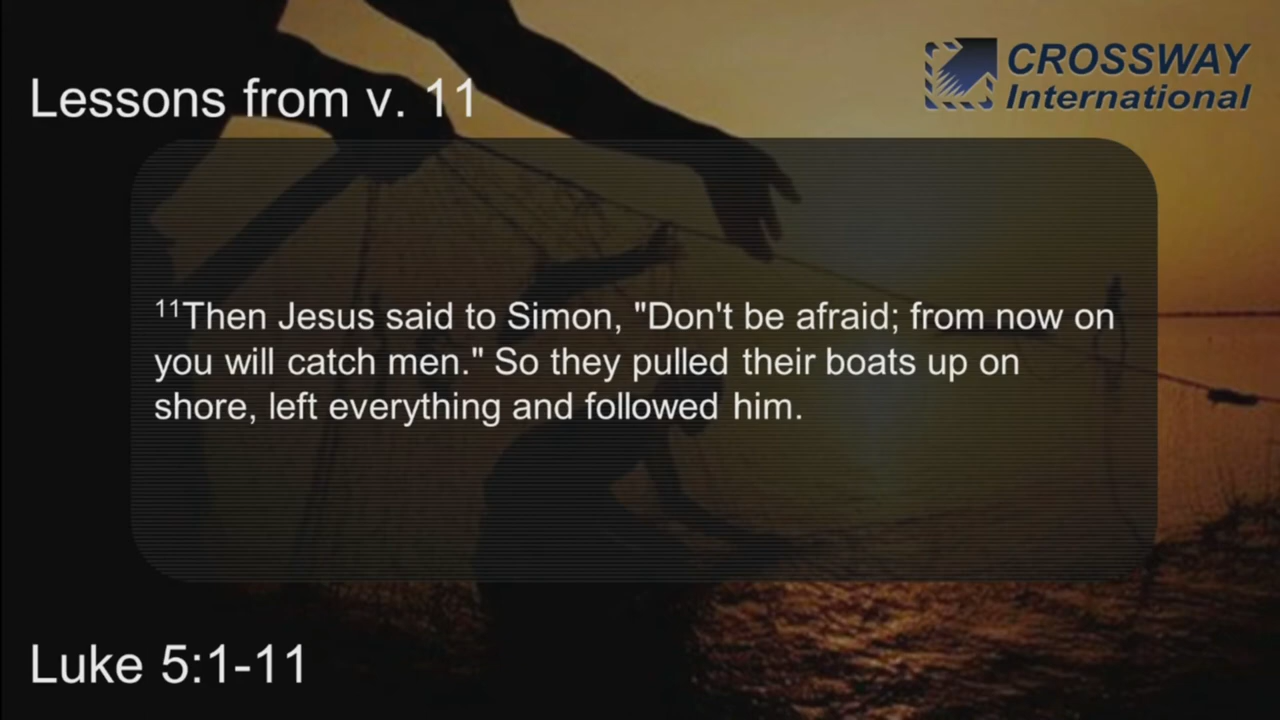 CROSSWAY
International
Lessons from v. 11
¹¹Then Jesus said to Simon, "Don't be afraid; from now on
you will catch men." So they pulled their boats up on
shore, left everything and followed him.
Luke 5:1-11